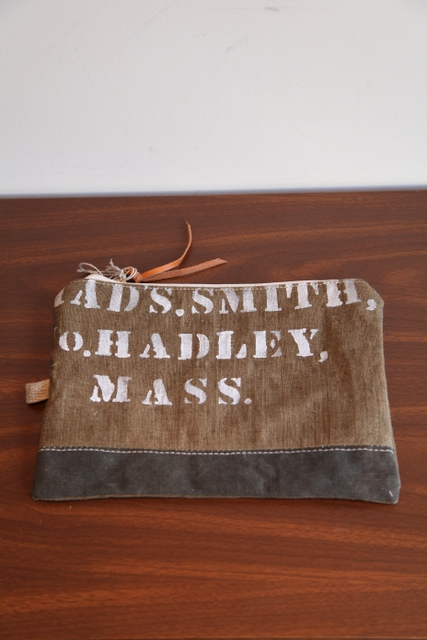 ADS. SMITH,
O. HADLEY,
MASS.